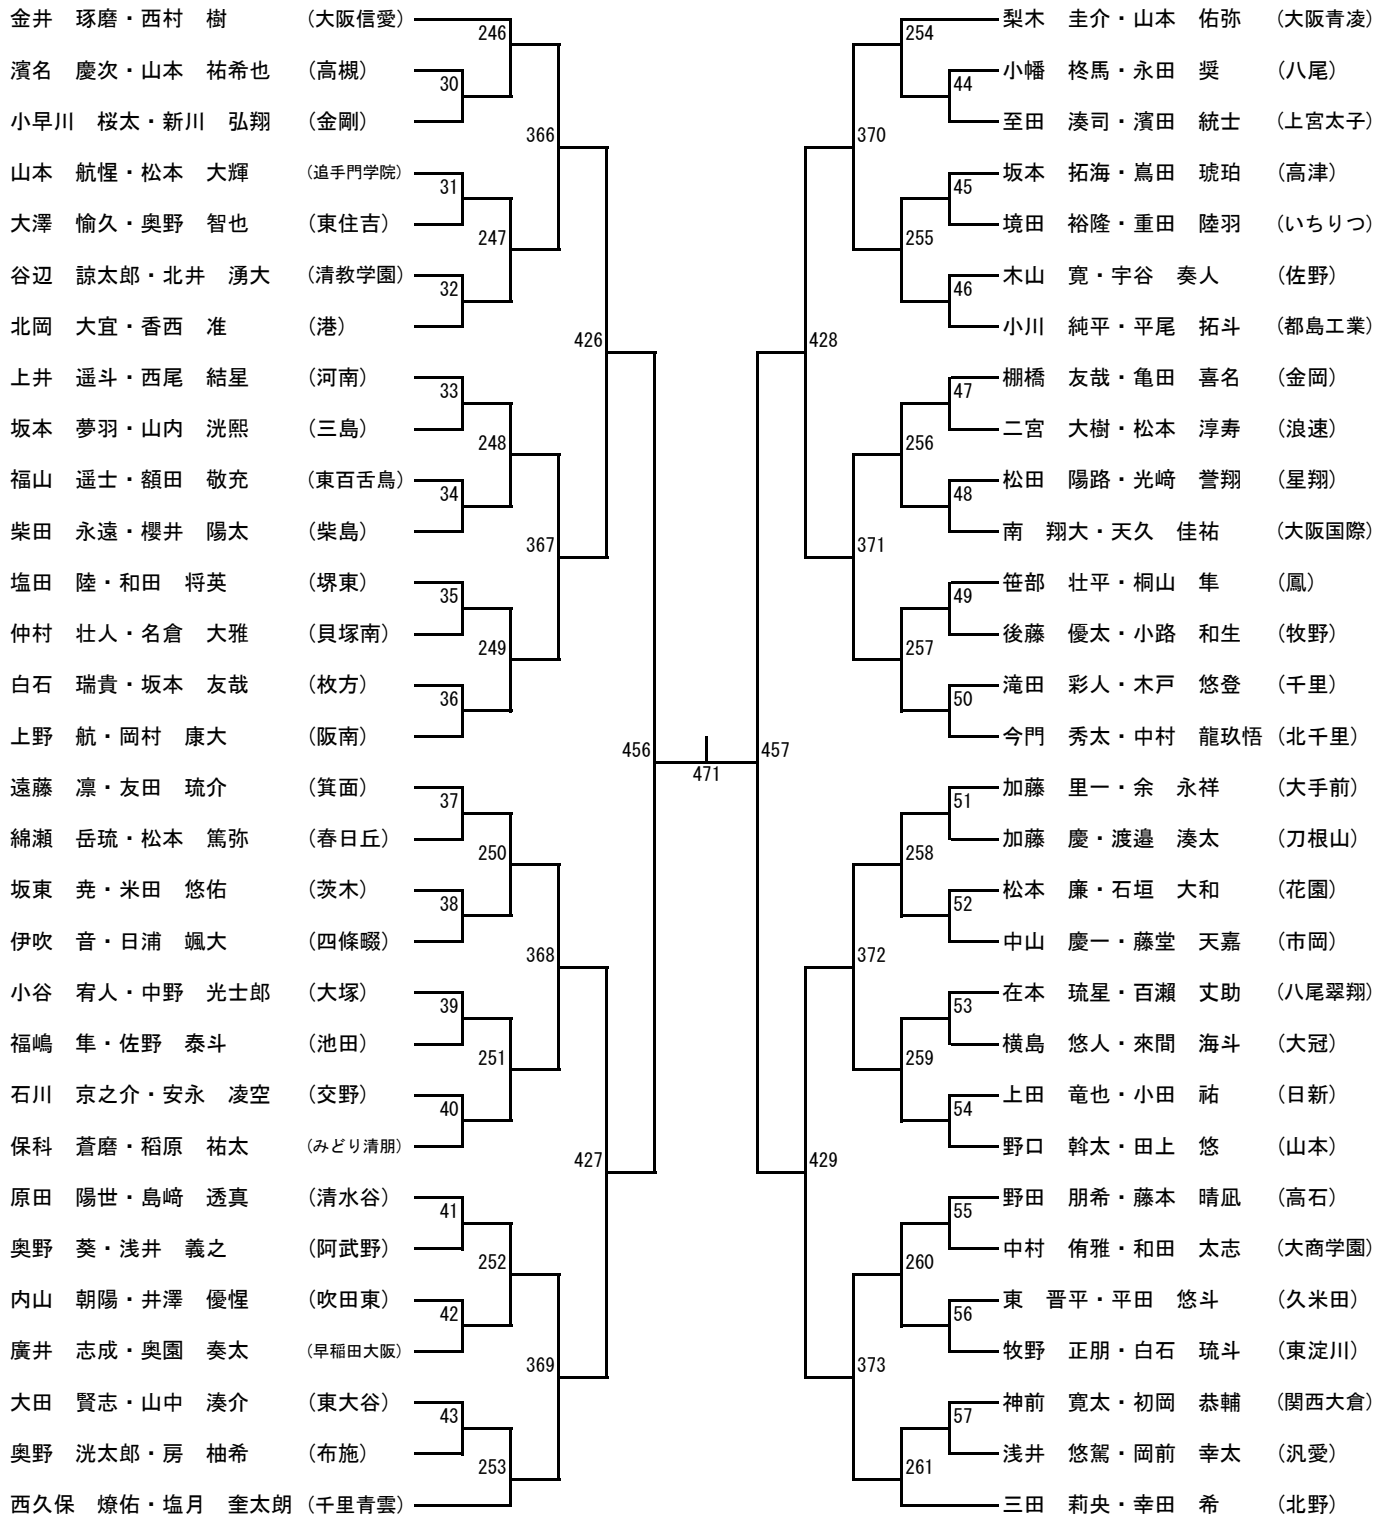 金井　琢磨・西村　樹　（大阪信愛）
濱名　慶次・山本　祐希也　（高槻）
小早川　桜太・新川　弘翔　（金剛）
山本　航惺・松本　大輝　（追手門学院）
大澤　愉久・奥野　智也　（東住吉）
谷辺　諒太郎・北井　湧大　（清教学園）
北岡　大宜・香西　准　（港）
上井　遥斗・西尾　結星　（河南）
坂本　夢羽・山内　洸熙　（三島）
福山　遥士・額田　敬充　（東百舌鳥）
柴田　永遠・櫻井　陽太　（柴島）
塩田　陸・和田　将英　（堺東）
仲村　壮人・名倉　大雅　（貝塚南）
白石　瑞貴・坂本　友哉　（枚方）
上野　航・岡村　康大　（阪南）
遠藤　凛・友田　琉介　（箕面）
綿瀬　岳琉・松本　篤弥　（春日丘）
坂東　尭・米田　悠佑　（茨木）
伊吹　音・日浦　颯大　（四條畷）
小谷　宥人・中野　光士郎　（大塚）
福嶋　隼・佐野　泰斗　（池田）
石川　京之介・安永　凌空　（交野）
保科　蒼磨・稻原　祐太　（みどり清朋）
原田　陽世・島﨑　透真　（清水谷）
奥野　葵・浅井　義之　（阿武野）
内山　朝陽・井澤　優惺　（吹田東）
廣井　志成・奥園　奏太　（早稲田大阪）
大田　賢志・山中　湊介　（東大谷）
奥野　洸太郎・房　柚希　（布施）
西久保　燎佑・塩月　奎太朗　（千里青雲）
30
31
32
33
34
35
36
37
38
39
40
41
42
43
246
247
248
249
250
251
252
253
366
367
368
369
426
427
456
471
457
428
429
370
371
372
373
254
255
256
257
258
259
260
261
44
45
46
47
48
49
50
51
52
53
54
55
56
57
梨木　圭介・山本　佑弥　（大阪青凌）
小幡　柊馬・永田　奨　（八尾）
至田　湊司・濱田　統士　（上宮太子）
坂本　拓海・嶌田　琥珀　（高津）
境田　裕隆・重田　陸羽　（いちりつ）
木山　寛・宇谷　奏人　（佐野）
小川　純平・平尾　拓斗　（都島工業）
棚橋　友哉・亀田　喜名　（金岡）
二宮　大樹・松本　淳寿　（浪速）
松田　陽路・光﨑　誉翔　（星翔）
南　翔大・天久　佳祐　（大阪国際）
笹部　壮平・桐山　隼　（鳳）
後藤　優太・小路　和生　（牧野）
滝田　彩人・木戸　悠登　（千里）
今門　秀太・中村　龍玖悟　（北千里）
加藤　里一・余　永祥　（大手前）
加藤　慶・渡邉　湊太　（刀根山）
松本　廉・石垣　大和　（花園）
中山　慶一・藤堂　天嘉　（市岡）
在本　琉星・百瀬　丈助　（八尾翠翔）
横島　悠人・來間　海斗　（大冠）
上田　竜也・小田　祐　（日新）
野口　斡太・田上　悠　（山本）
野田　朋希・藤本　晴凪　（高石）
中村　侑雅・和田　太志　（大商学園）
東　晋平・平田　悠斗　（久米田）
牧野　正朋・白石　琉斗　（東淀川）
神前　寛太・初岡　恭輔　（関西大倉）
浅井　悠駕・岡前　幸太　（汎愛）
三田　莉央・幸田　希　（北野）